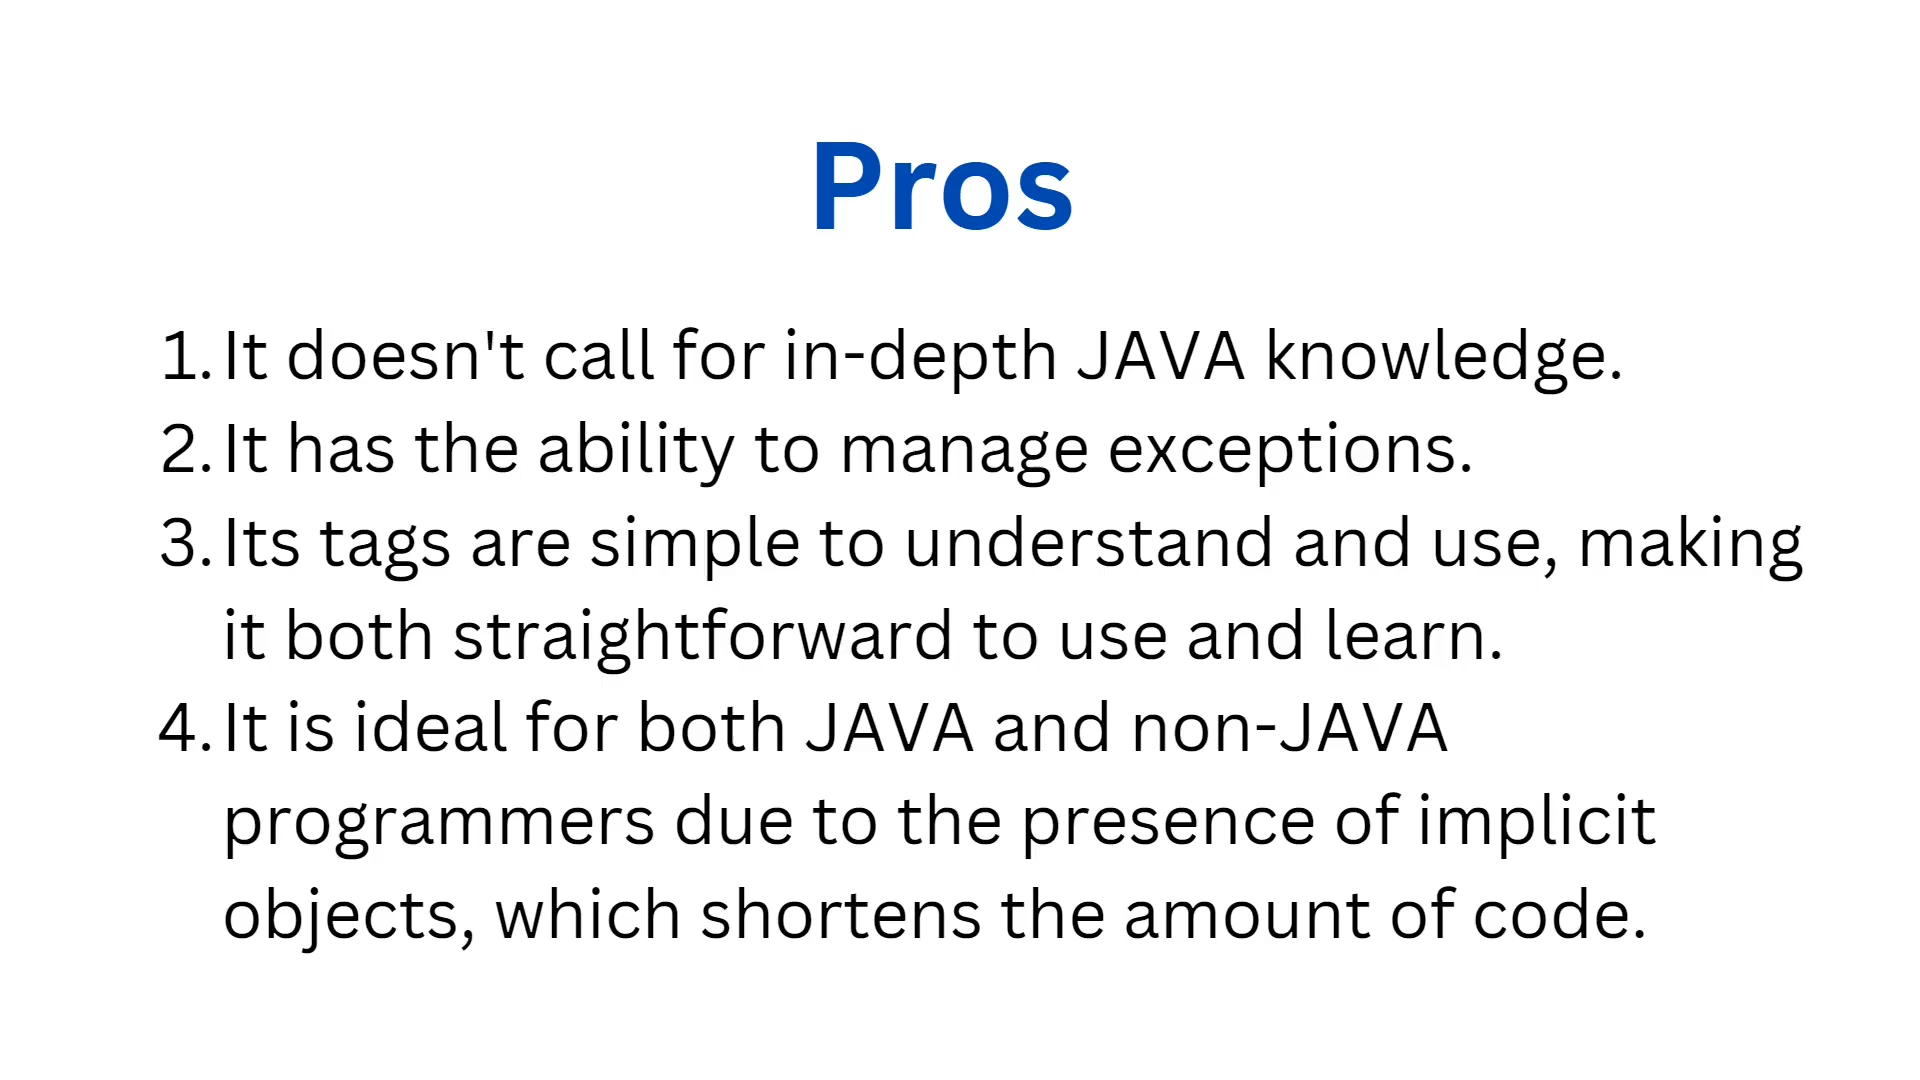 Pros
1. It doesn't call for in-depth JAVA knowledge.
2. It has the ability to manage exceptions.
3. Its tags are simple to understand and use, making
it both straightforward to use and learn.
4. It is ideal for both JAVA and non-JAVA
programmers due to the presence of implicit
objects, which shortens the amount of code.